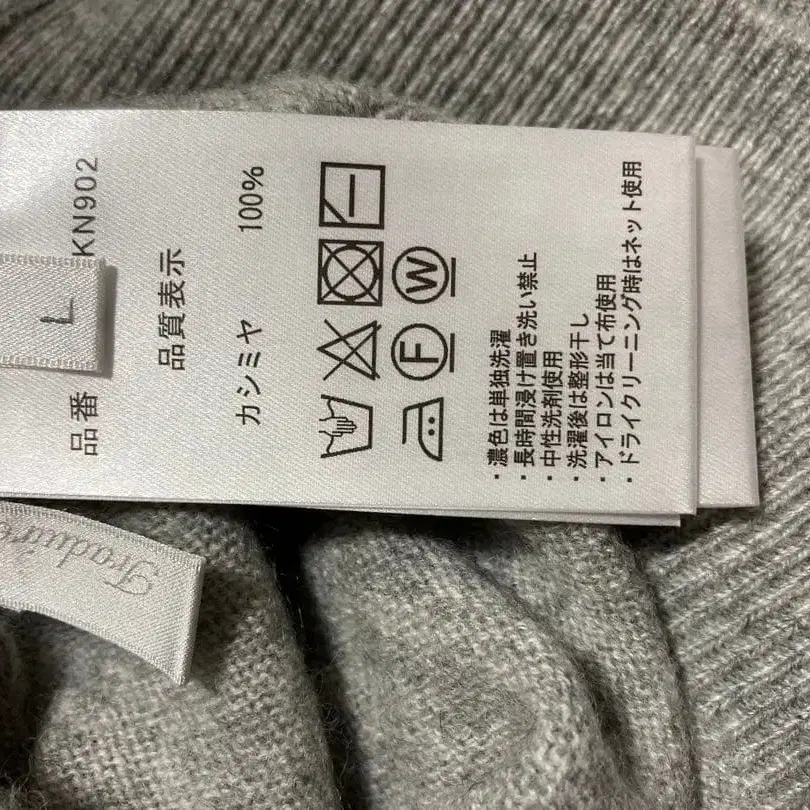 品番 KN902
L
品質表示
カシミヤ 100%
W
F
・濃色は単独洗濯
・長時間浸け置き洗い禁止
・中性洗剤使用
・洗濯後は整形干し
・アイロンは当て布使用
・ドライクリーニング時はネット使用